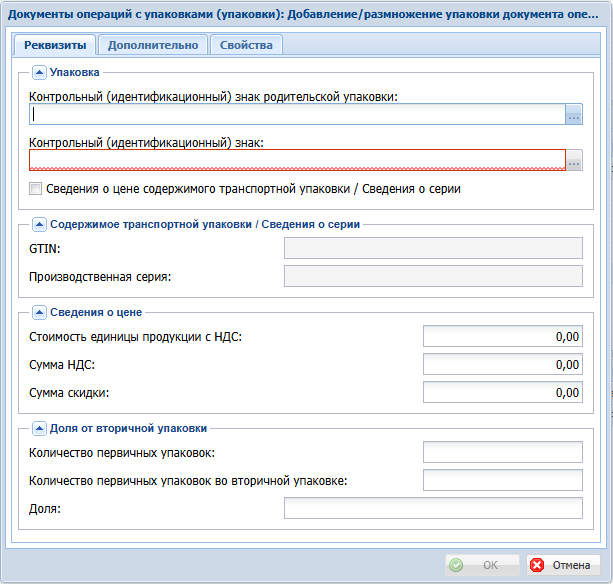 Документы операций с упаковками (упаковки): Добавление/размножение упаковки документа опе...
Реквизиты Дополнительно Свойства
Упаковка
Контрольный (идентификационный) знак родительской упаковки:
...
Контрольный (идентификационный) знак:
...
Сведения о цене содержимого транспортной упаковки / Сведения о серии
Содержимое транспортной упаковки / Сведения о серии
GTIN:
Производственная серия:
Сведения о цене
Стоимость единицы продукции с НДС: 0,00
Сумма НДС: 0,00
Сумма скидки: 0,00
Доля от вторичной упаковки
Количество первичных упаковок:
Количество первичных упаковок во вторичной упаковке:
Доля:
OK Отмена